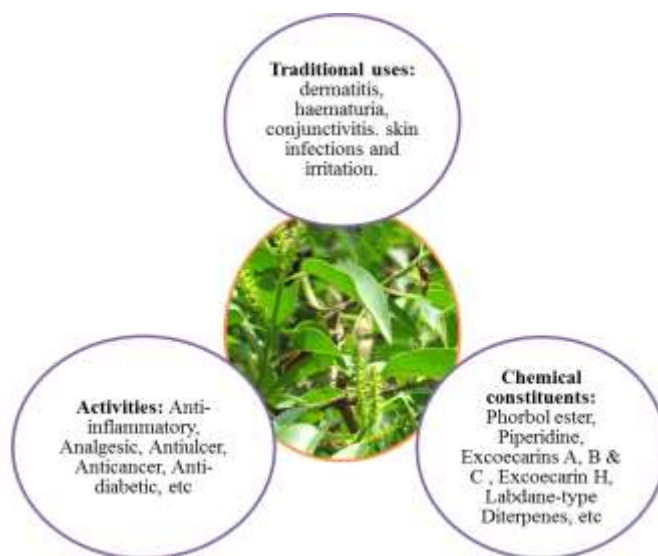 Traditional uses:
dermatitis,
haematuria,
conjunctivitis. skin
infections and
irritation.
Activities: Anti-
inflammatory,
Analgesic, Antiulcer,
Anticancer, Anti-
diabetic, etc
Chemical
constituents:
Phorbol ester,
Piperidine,
Excoecarins A, B &
C , Excoecarin H,
Labdane-type
Diterpenes, etc